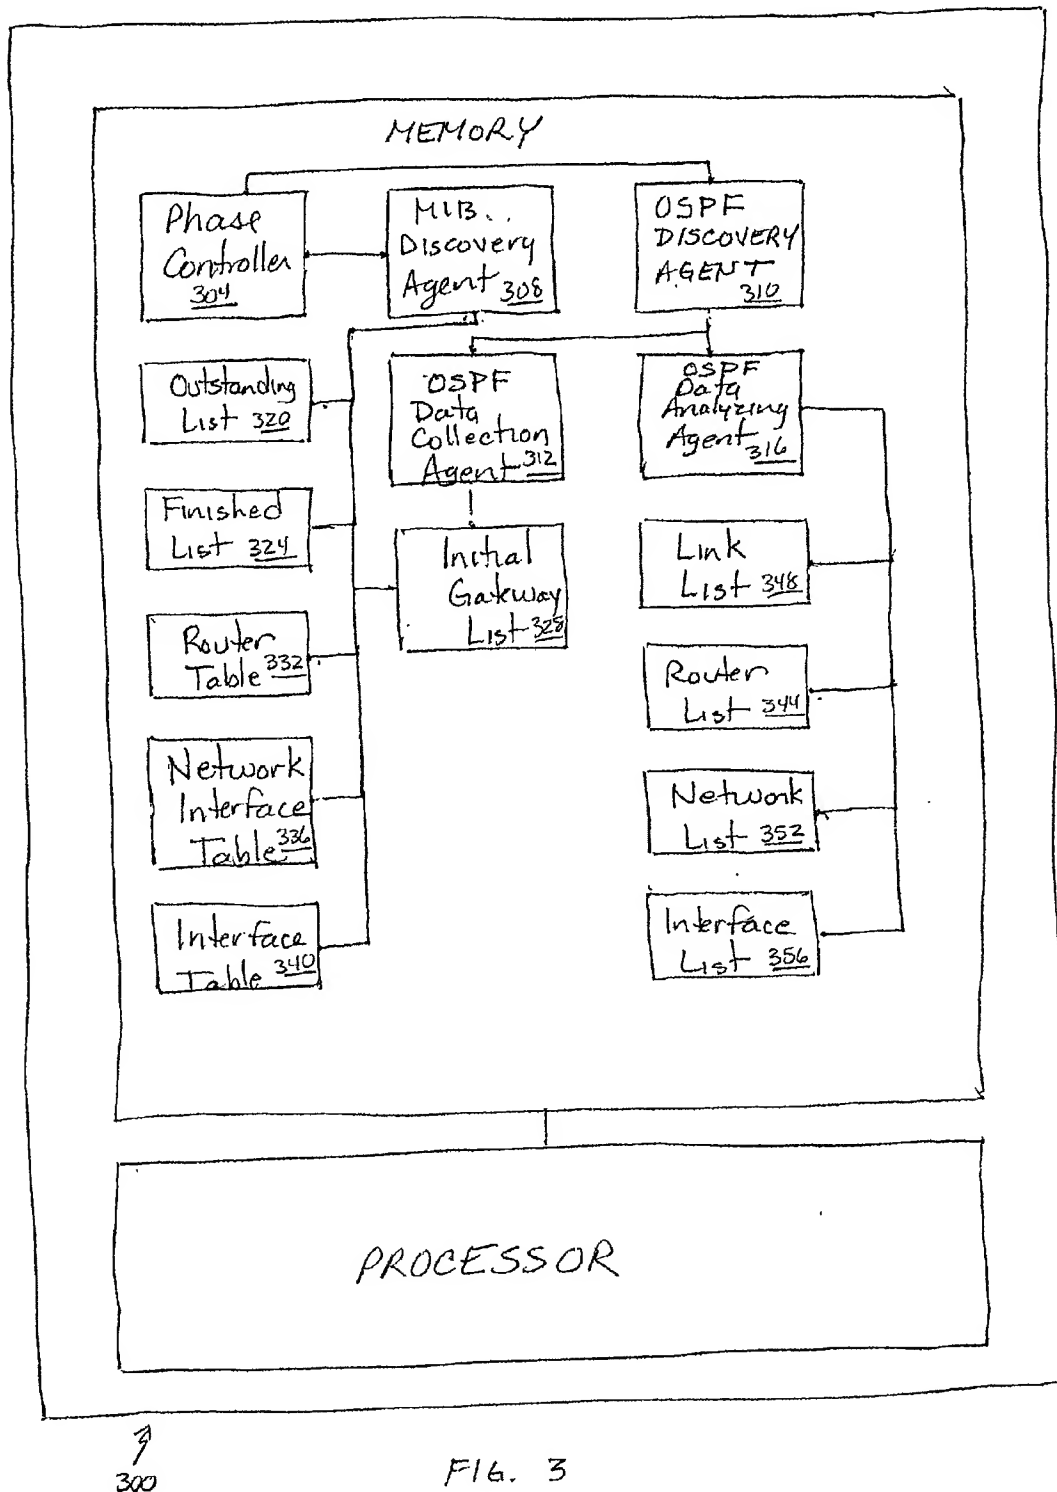 MEMORY
Phase
Controller
304
MIB..
Discovery
Agent 308
OSPF
DISCOVERY
AGENT 310
Outstanding
List 320
OSPF
Data
Collection
Agent 312
OSPF
Data
Analyzing
Agent 316
Finished
List 324
Initial
Gateway
List 328
Link
List 348
Router
Table 332
Router
List 344
Network
Interface
Table 336
Network
List 352
Interface
Table 340
Interface
List 356
PROCESSOR
300
FIG. 3